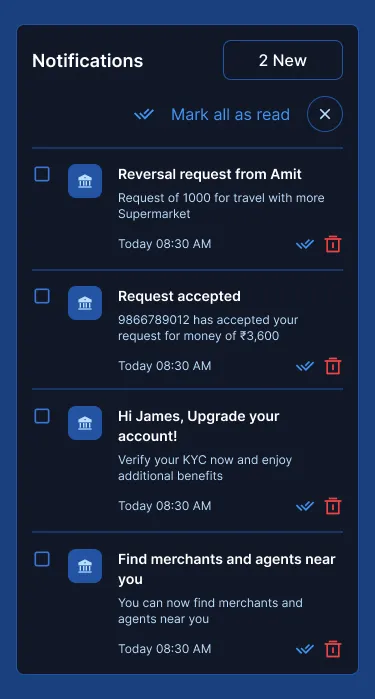 Notifications
2 New
Mark all as read
Reversal request from Amit
Request of 1000 for travel with more
Supermarket
Today 08:30 AM
Request accepted
9866789012 has accepted your
request for money of ₹3,600
Today 08:30 AM
Hi James, Upgrade your
account!
Verify your KYC now and enjoy
additional benefits
Today 08:30 AM
Find merchants and agents near
you
You can now find merchants and
agents near you
Today 08:30 AM